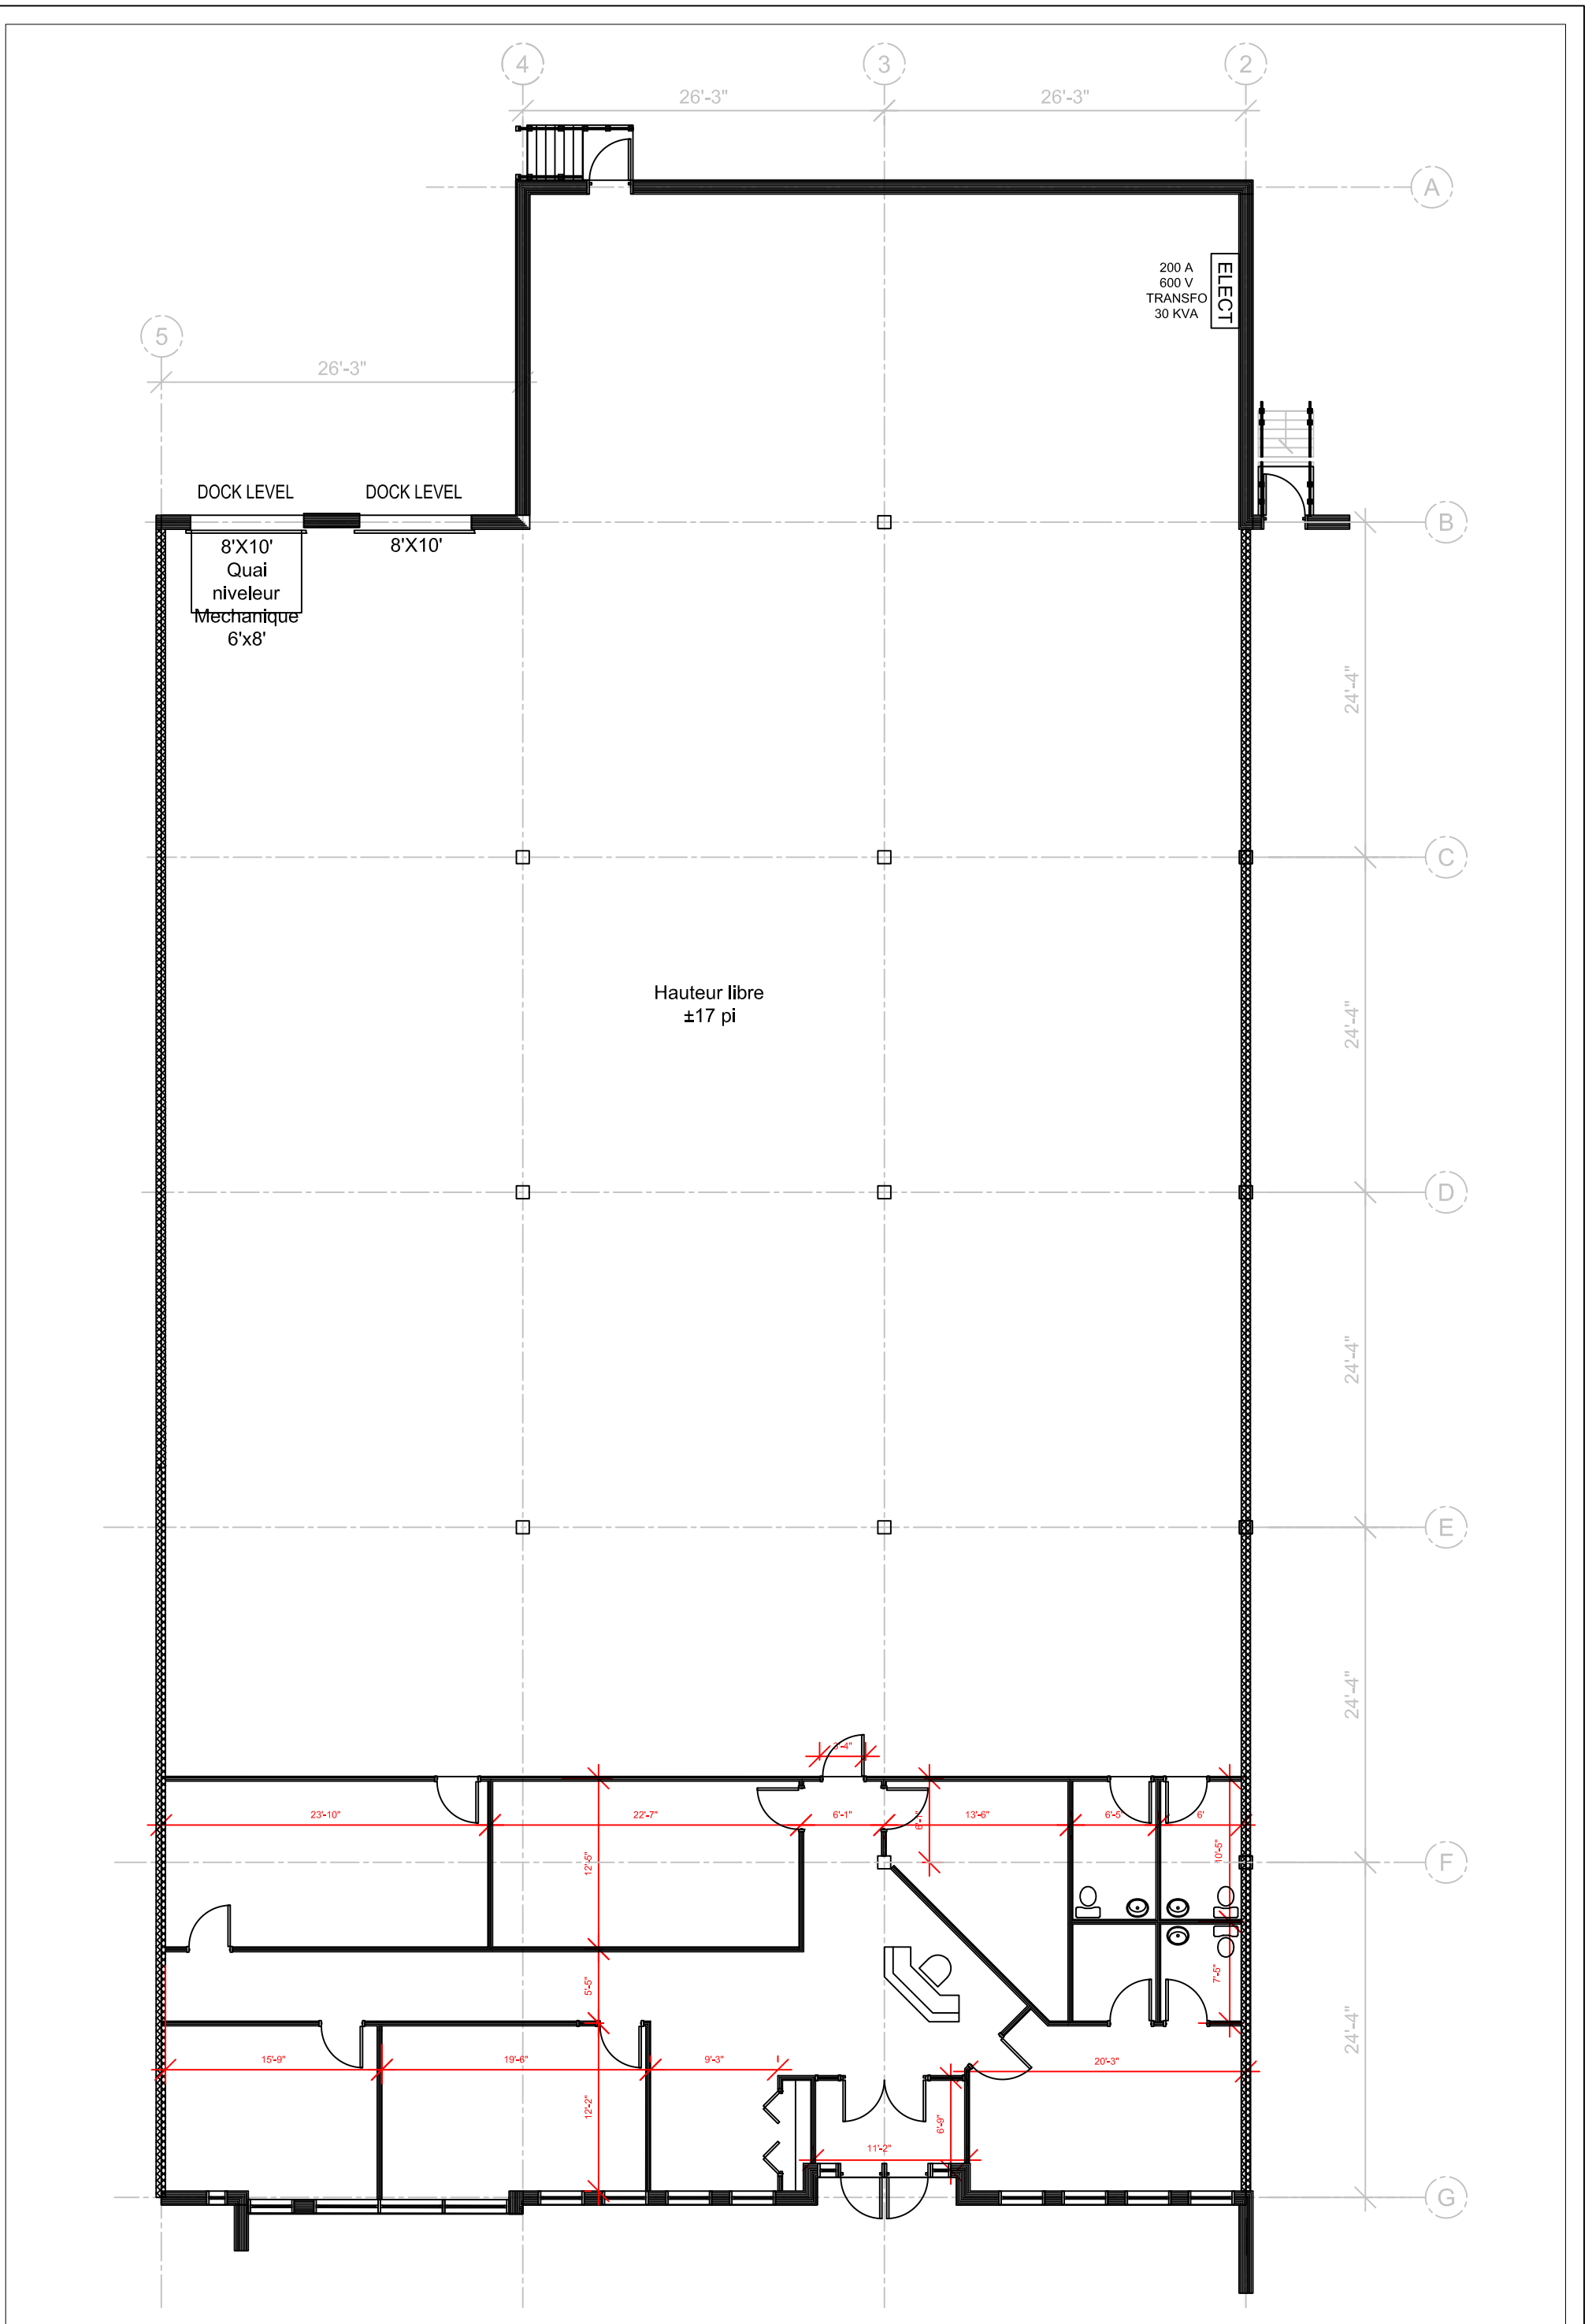 4
3
2
26'-3"
26'-3"
A
200 A
600 V
TRANSFO
30 KVA
ELECT
5
26'-3"
DOCK LEVEL
DOCK LEVEL
B
8'X10'
Quai
niveleur
Mechanique
6'x8'
8'X10'
24'-4"
C
Hauteur libre
±17 pi
24'-4"
D
24'-4"
E
24'-4"
3'-4"
23'-10"
22'-7"
6'-1"
6'-1"
13'-6"
6'-5"
6'
12'-5"
10'-5"
F
5'-5"
7'-5"
24'-4"
15'-9"
19'-6"
9'-3"
20'-3"
12'-2"
6'-9"
11'-2"
G